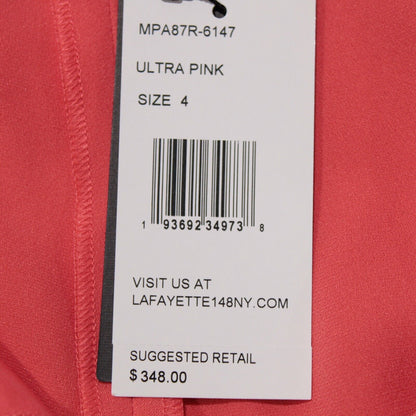 MPA87R-6147
ULTRA PINK
SIZE 4
1 93692 34973 8
VISIT US AT
LAFAYETTE148NY.COM
SUGGESTED RETAIL
$ 348.00